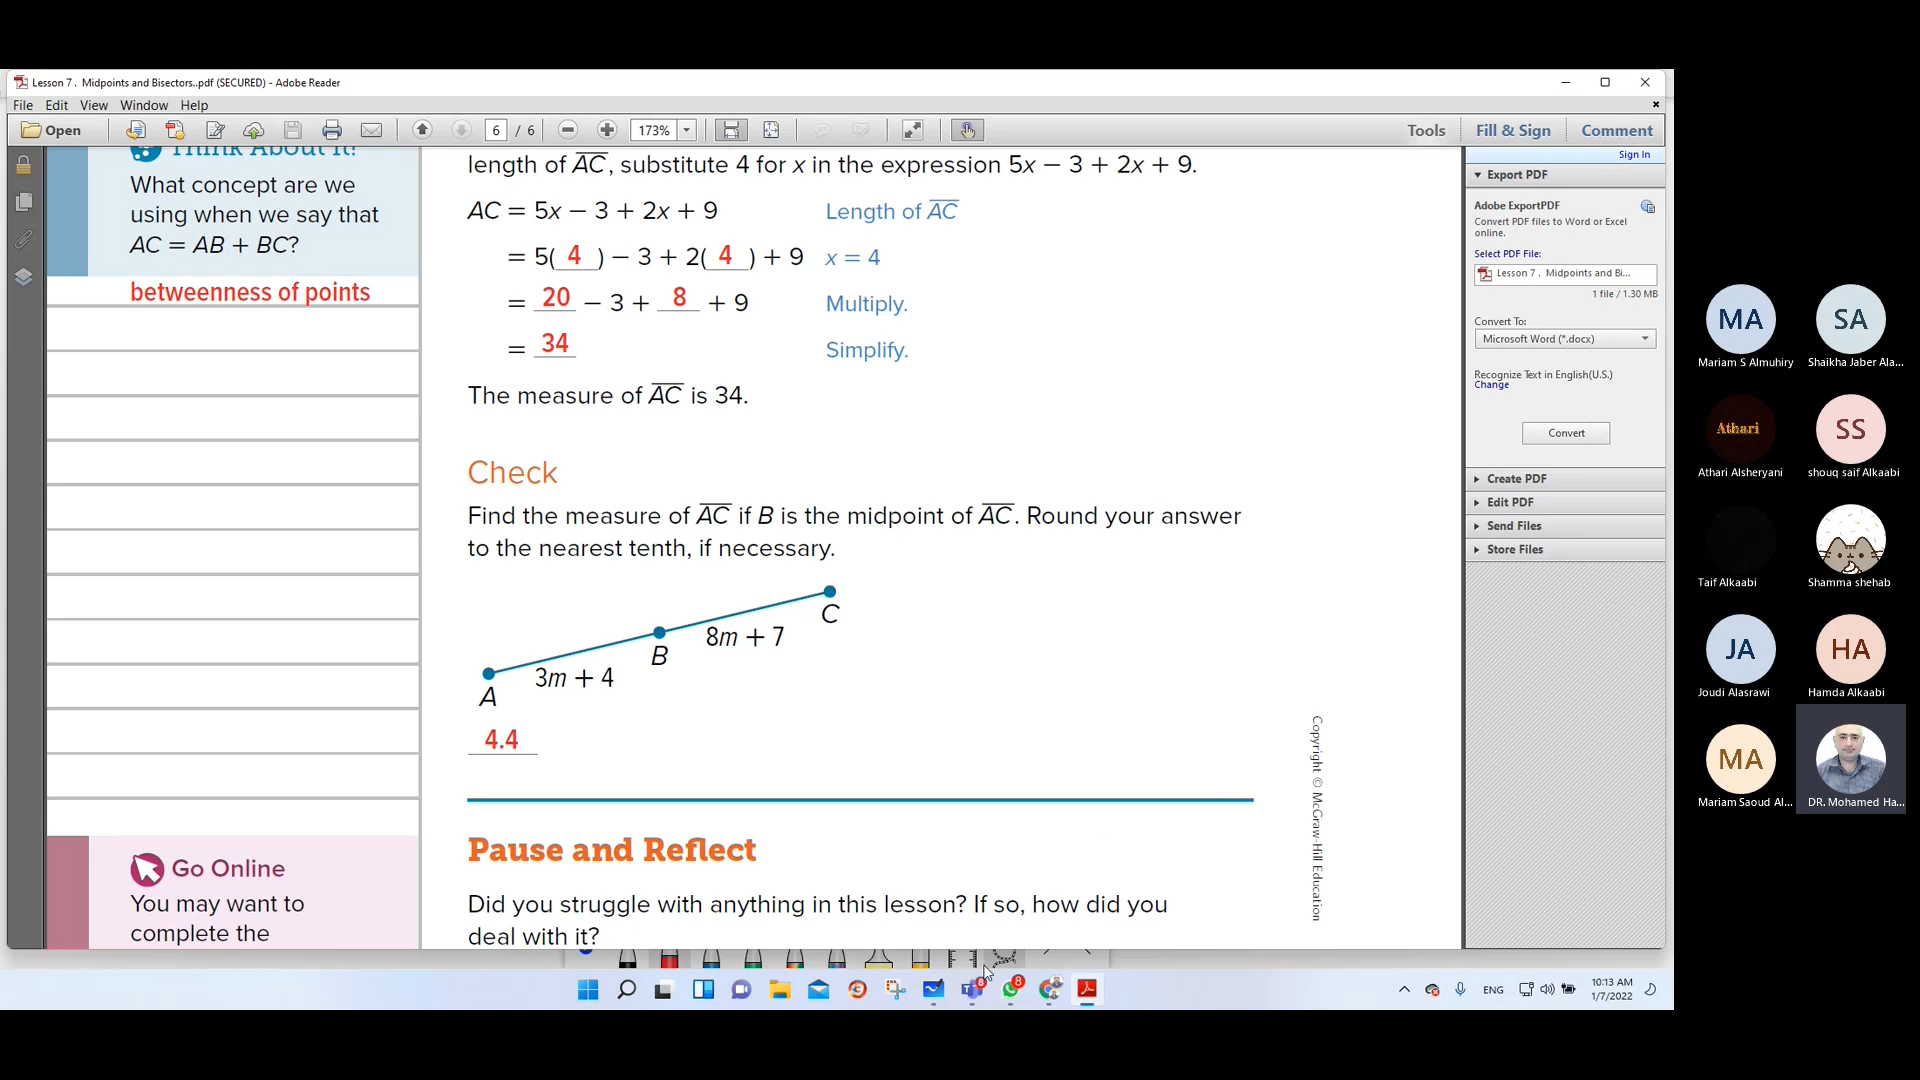 Lesson 7 .  Midpoints and Bisectors..pdf (SECURED) - Adobe Reader
File Edit View Window Help
Open 6 / 6 173% Tools Fill & Sign Comment
Think About It!
What concept are we
using when we say that
AC = AB + BC?
betweenness of points
Go Online
You may want to
complete the
length of AC, substitute 4 for x in the expression 5x − 3 + 2x + 9.
AC = 5x − 3 + 2x + 9 Length of AC
= 5( 4 ) − 3 + 2( 4 ) + 9 x = 4
= 20 − 3 + 8 + 9 Multiply.
= 34 Simplify.
The measure of AC is 34.
Check
Find the measure of AC if B is the midpoint of AC. Round your answer
to the nearest tenth, if necessary.
C
8m + 7
B
3m + 4
A
4.4
Pause and Reflect
Did you struggle with anything in this lesson? If so, how did you
deal with it?
Copyright © McGraw-Hill Education
Sign In
Export PDF
Adobe ExportPDF
Convert PDF files to Word or Excel
online.
Select PDF File:
Lesson 7 .  Midpoints and Bi...
1 file / 1.30 MB
Convert To:
Microsoft Word (*.docx)
Recognize Text in English(U.S.)
Change
Convert
Create PDF
Edit PDF
Send Files
Store Files
MA SA
Mariam S Almuhiry Shaikha Jaber Ala...
Athari SS
Athari Alsheryani shouq saif Alkaabi
Taif Alkaabi Shamma shehab
JA HA
Joudi Alasrawi Hamda Alkaabi
MA
Mariam Saoud Al... DR. Mohamed Ha...
8 8
ENG
10:13 AM
1/7/2022